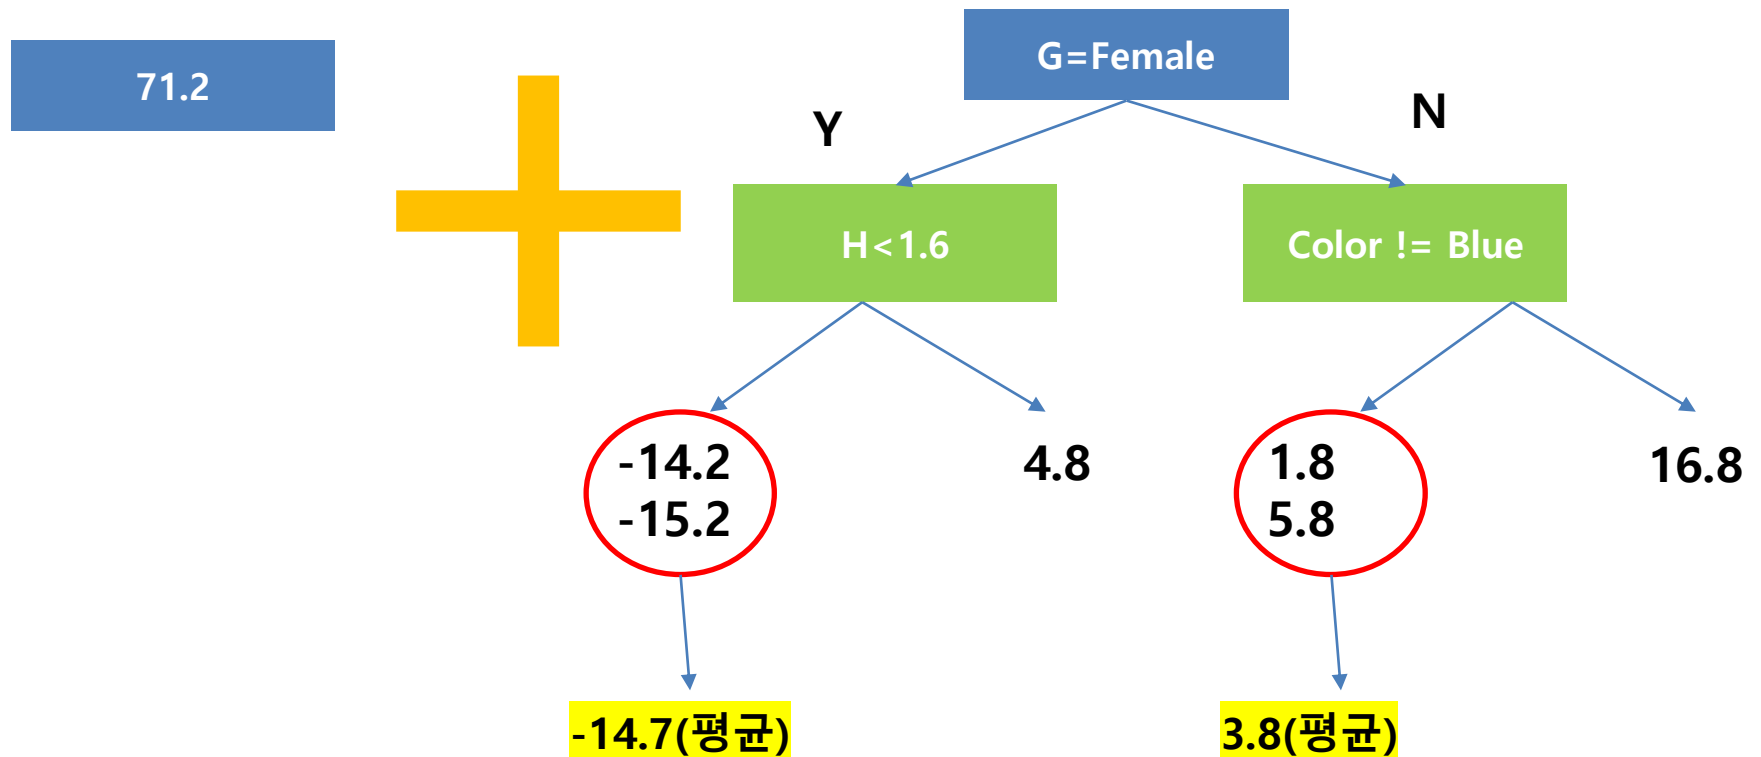 71.2
G=Female
Y
N
H<1.6
Color != Blue
-14.2
-15.2
4.8
1.8
5.8
16.8
-14.7(평균)
3.8(평균)